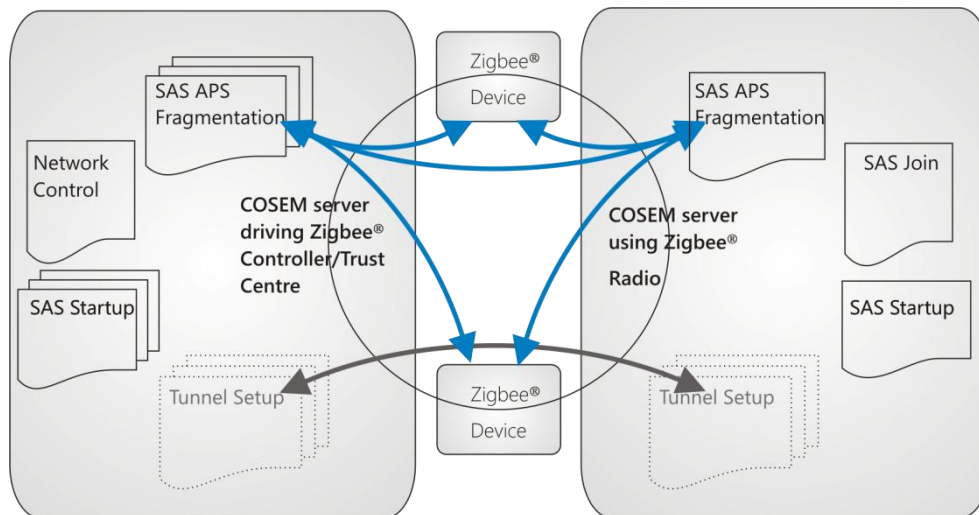 SAS APS
Fragmentation
Network
Control
COSEM server
driving Zigbee®
Controller/Trust
Centre
SAS Startup
Tunnel Setup
Zigbee®
Device
Zigbee®
Device
SAS APS
Fragmentation
SAS Join
COSEM server
using Zigbee®
Radio
SAS Startup
Tunnel Setup